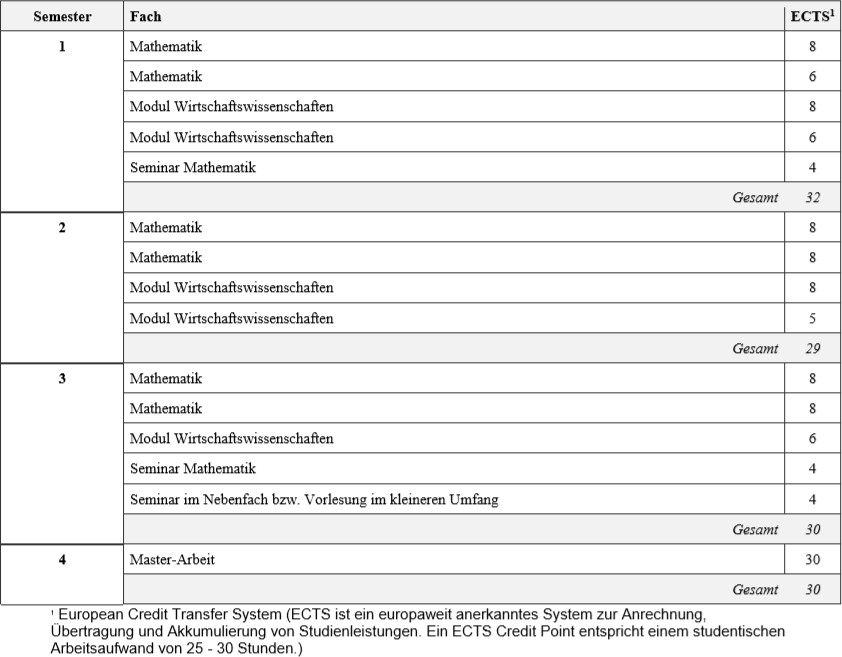 Semester Fach ECTS¹
1 Mathematik 8
Mathematik 6
Modul Wirtschaftswissenschaften 8
Modul Wirtschaftswissenschaften 6
Seminar Mathematik 4
Gesamt 32
2 Mathematik 8
Mathematik 8
Modul Wirtschaftswissenschaften 8
Modul Wirtschaftswissenschaften 5
Gesamt 29
3 Mathematik 8
Mathematik 8
Modul Wirtschaftswissenschaften 6
Seminar Mathematik 4
Seminar im Nebenfach bzw. Vorlesung im kleineren Umfang 4
Gesamt 30
4 Master-Arbeit 30
Gesamt 30
¹ European Credit Transfer System (ECTS ist ein europaweit anerkanntes System zur Anrechnung,
Übertragung und Akkumulierung von Studienleistungen. Ein ECTS Credit Point entspricht einem studentischen
Arbeitsaufwand von 25 - 30 Stunden.)